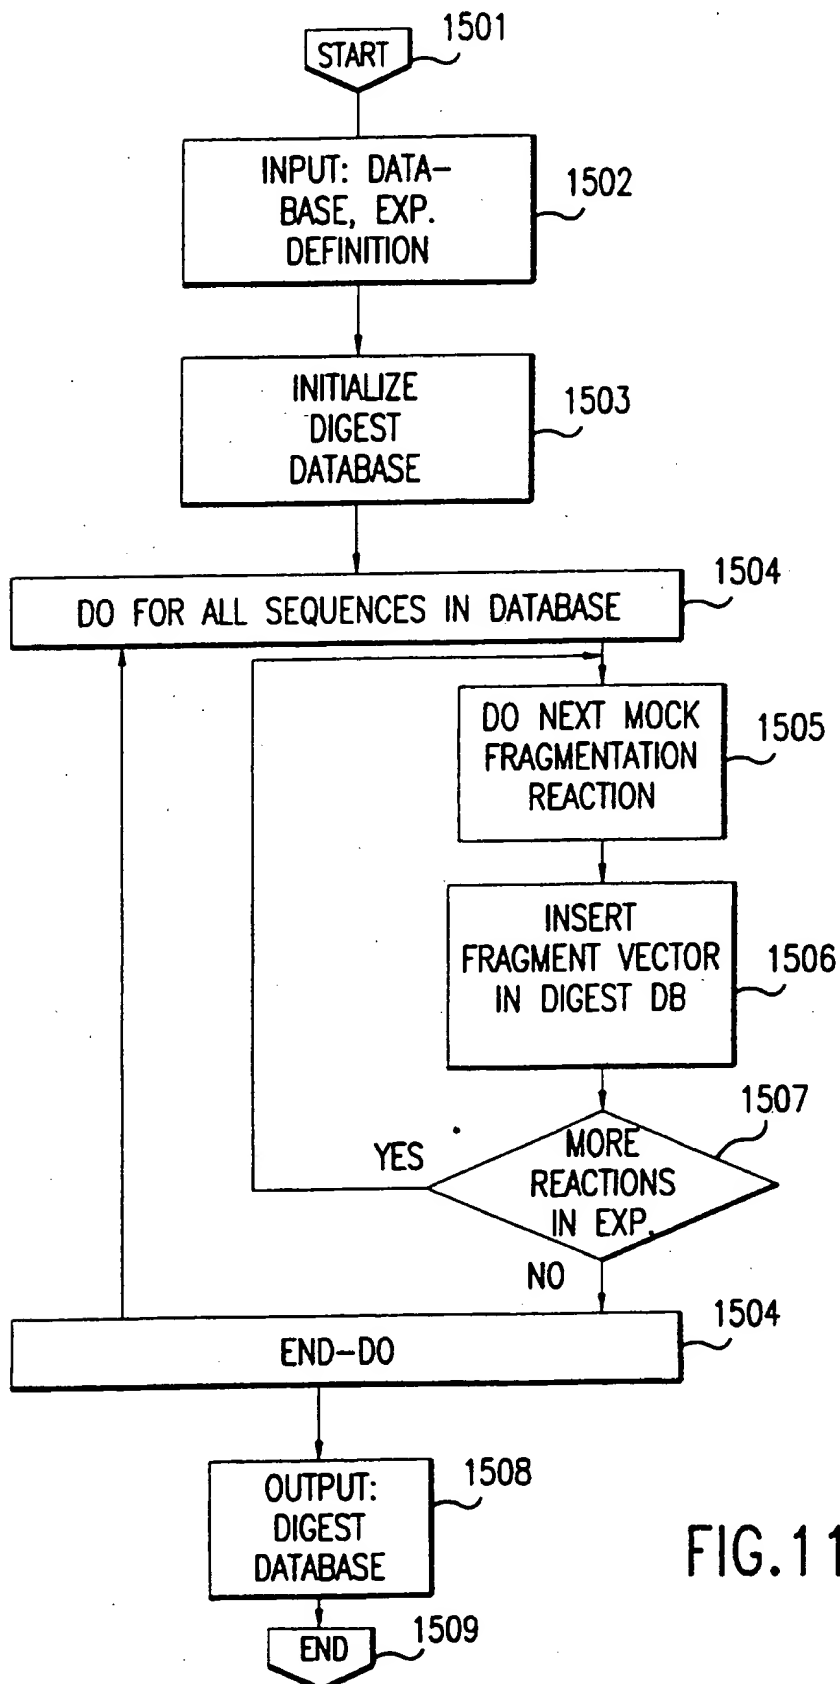 START
1501
INPUT: DATA-
BASE, EXP.
DEFINITION
1502
INITIALIZE
DIGEST
DATABASE
1503
DO FOR ALL SEQUENCES IN DATABASE
1504
DO NEXT MOCK
FRAGMENTATION
REACTION
1505
INSERT
FRAGMENT VECTOR
IN DIGEST DB
1506
MORE
REACTIONS
IN EXP.
1507
YES
NO
END-DO
1504
OUTPUT:
DIGEST
DATABASE
1508
END
1509
FIG.11